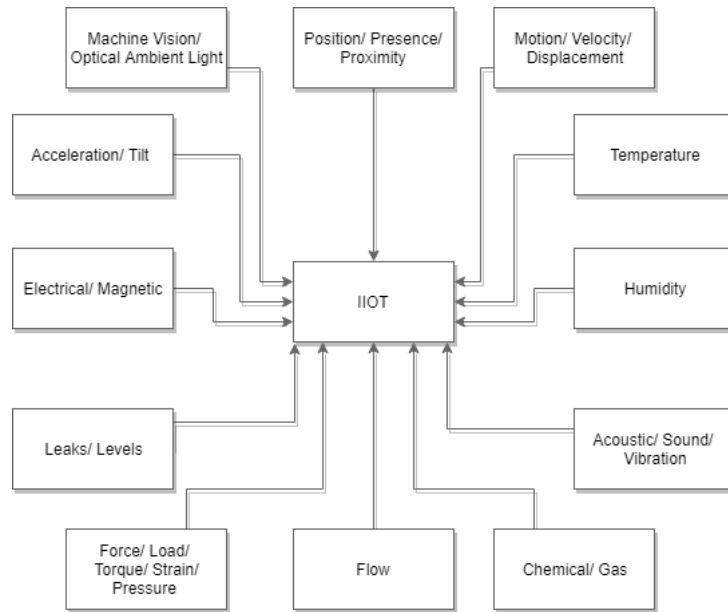 Machine Vision/
Optical Ambient Light
Position/ Presence/
Proximity
Motion/ Velocity/
Displacement
Acceleration/ Tilt
Temperature
Electrical/ Magnetic
IIOT
Humidity
Leaks/ Levels
Acoustic/ Sound/
Vibration
Force/ Load/
Torque/ Strain/
Pressure
Flow
Chemical/ Gas